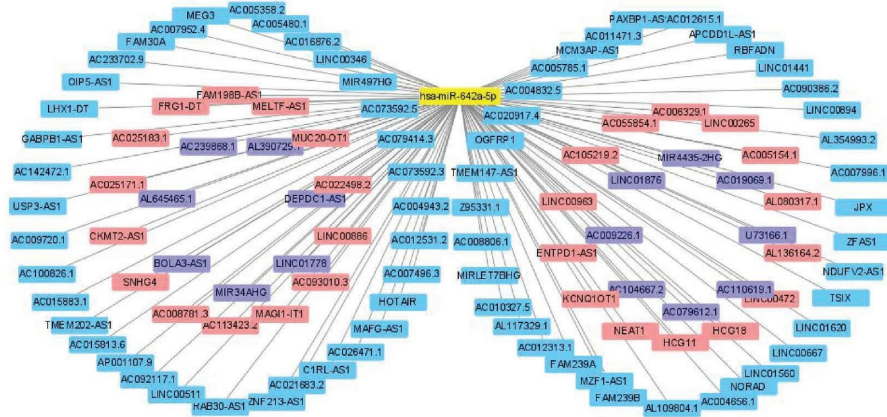 AC005358.2
MEG3
AC005480.1
AC007952.4
FAM30A
AC016876.2
AC233702.9
LINC00346
OIP5-AS1
MIR497HG
FAM198B-AS1
FRG1-DT
MELTF-AS1
LHX1-DT
AC073592.5
GABPB1-AS1
AC025183.1
MUC20-OT1
AC079414.3
AC239868.1
AL390729.1
AC142472.1
AC073592.3
AC025171.1
AC022498.2
USP3-AS1
AL645465.1
DEPDC1-AS1
AC004943.2
CKMT2-AS1
LINC00886
AC009720.1
AC012531.2
BOLA3-AS1
LINC01778
AC100826.1
SNHG4
AC093010.3
AC007496.3
MIR34AHG
AC015883.1
HOTAIR
AC008781.3
MAGI1-IT1
TMEM202-AS1
AC113423.2
MAFG-AS1
AC015813.6
AC026471.1
AP001107.9
C1RL-AS1
AC092117.1
AC021683.2
LINC00511
ZNF213-AS1
RAB30-AS1
hsa-miR-642a-5p
PAXBP1-AS1
AC012615.1
AC011471.3
APCDD1L-AS1
MCM3AP-AS1
RBFADN
AC005785.1
LINC01441
AC004832.5
AC090386.2
AC006329.1
LINC00894
AC020917.4
AC055854.1
LINC00265
OGFRP1
AL354993.2
AC105219.2
MIR4435-2HG
AC005154.1
TMEM147-AS1
AC007996.1
LINC01876
AC019069.1
LINC00963
AL080317.1
Z95331.1
JPX
AC009226.1
U73166.1
AC008806.1
ZFAS1
ENTPD1-AS1
AL136164.2
MIRLET7BHG
NDUFV2-AS1
AC104667.2
AC110619.1
KCNQ1OT1
LINC00472
TSIX
AC010327.5
AC079612.1
AL117329.1
NEAT1
HCG18
LINC01620
HCG11
AC012313.1
LINC00667
FAM239A
LINC01560
MZF1-AS1
NORAD
FAM239B
AC004656.1
AL109804.1